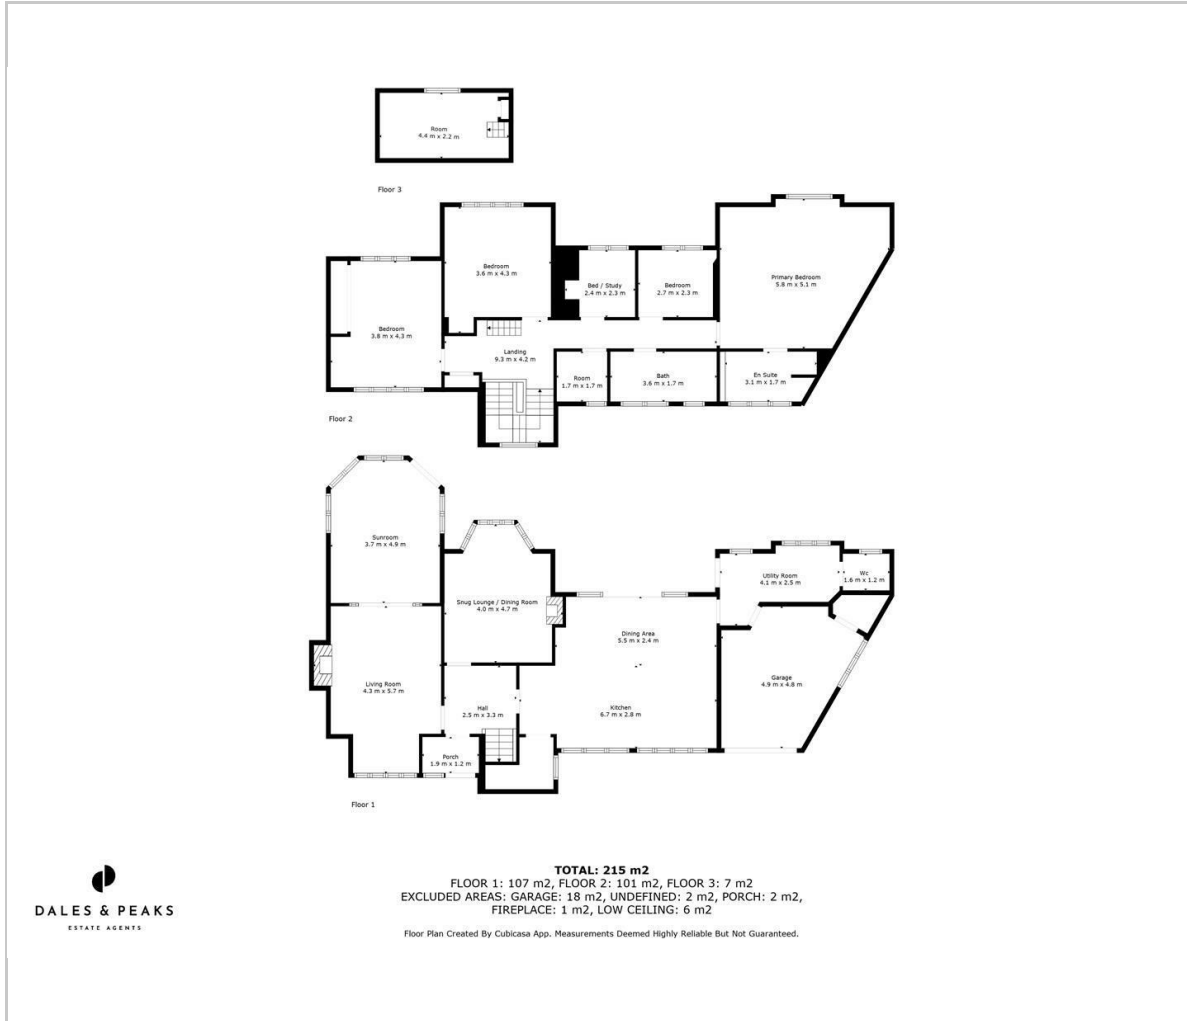 Room
4.4 m x 2.2 m
Floor 3
Bedroom
3.6 m x 4.3 m
Bed / Study
2.4 m x 2.3 m
Bedroom
2.7 m x 2.3 m
Primary Bedroom
5.8 m x 5.1 m
Bedroom
3.8 m x 4.3 m
Landing
9.3 m x 4.2 m
Room
1.7 m x 1.7 m
Bath
3.6 m x 1.7 m
En Suite
3.1 m x 1.7 m
Floor 2
Sunroom
3.7 m x 4.9 m
Snug Lounge / Dining Room
4.0 m x 4.7 m
Utility Room
4.1 m x 2.5 m
Wc
1.6 m x 1.2 m
Dining Area
5.5 m x 2.4 m
Living Room
4.3 m x 5.7 m
Hall
2.5 m x 3.3 m
Kitchen
6.7 m x 2.8 m
Garage
4.9 m x 4.8 m
Porch
1.9 m x 1.2 m
Floor 1
DALES & PEAKS
ESTATE AGENTS
TOTAL: 215 m2
FLOOR 1: 107 m2, FLOOR 2: 101 m2, FLOOR 3: 7 m2
EXCLUDED AREAS: GARAGE: 18 m2, UNDEFINED: 2 m2, PORCH: 2 m2,
FIREPLACE: 1 m2, LOW CEILING: 6 m2
Floor Plan Created By Cubicasa App. Measurements Deemed Highly Reliable But Not Guaranteed.